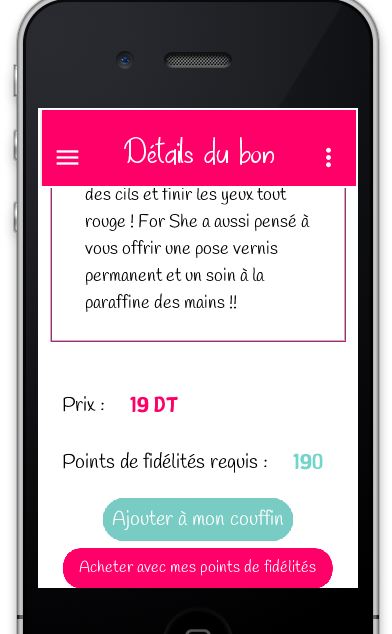 Détails du bon
des cils et finir les yeux tout
rouge ! For She a aussi pensé à
vous offrir une pose vernis
permanent et un soin à la
paraffine des mains !!
Prix : 19 DT
Points de fidélités requis : 190
Ajouter à mon couffin
Acheter avec mes points de fidélités